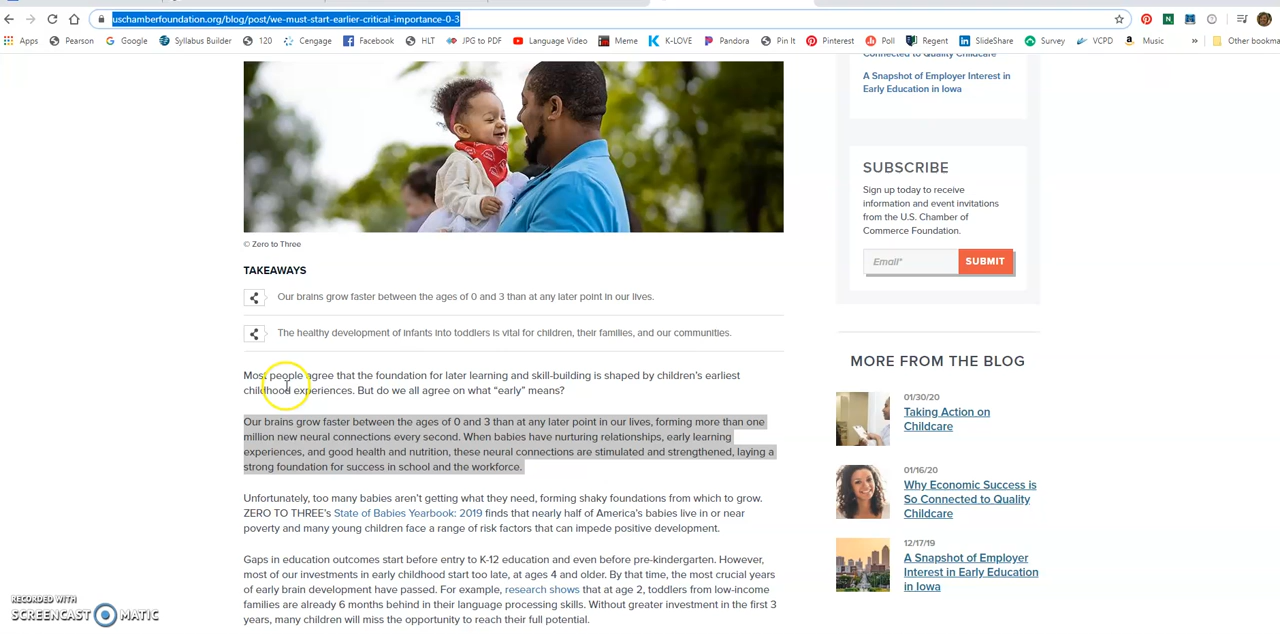 uschamberfoundation.org/blog/post/we-must-start-earlier-critical-importance-0-3
Apps Pearson Google Syllabus Builder 120 Cengage Facebook HLT JPG to PDF Language Video Meme K-LOVE Pandora Pin It Pinterest Poll Regent SlideShare Survey VCPD Music » Other bookma
Connected to Quality Childcare
A Snapshot of Employer Interest in
Early Education in Iowa
SUBSCRIBE
Sign up today to receive
information and event invitations
from the U.S. Chamber of
Commerce Foundation.
Email*
SUBMIT
© Zero to Three
TAKEAWAYS
Our brains grow faster between the ages of 0 and 3 than at any later point in our lives.
The healthy development of infants into toddlers is vital for children, their families, and our communities.
Most people agree that the foundation for later learning and skill-building is shaped by children's earliest
childhood experiences. But do we all agree on what “early” means?
Our brains grow faster between the ages of 0 and 3 than at any later point in our lives, forming more than one
million new neural connections every second. When babies have nurturing relationships, early learning
experiences, and good health and nutrition, these neural connections are stimulated and strengthened, laying a
strong foundation for success in school and the workforce.
Unfortunately, too many babies aren't getting what they need, forming shaky foundations from which to grow.
ZERO TO THREE's State of Babies Yearbook: 2019 finds that nearly half of America's babies live in or near
poverty and many young children face a range of risk factors that can impede positive development.
Gaps in education outcomes start before entry to K-12 education and even before pre-kindergarten. However,
most of our investments in early childhood start too late, at ages 4 and older. By that time, the most crucial years
of early brain development have passed. For example, research shows that at age 2, toddlers from low-income
families are already 6 months behind in their language processing skills. Without greater investment in the first 3
years, many children will miss the opportunity to reach their full potential.
MORE FROM THE BLOG
01/30/20
Taking Action on
Childcare
01/16/20
Why Economic Success is
So Connected to Quality
Childcare
12/17/19
A Snapshot of Employer
Interest in Early Education
in Iowa
RECORDED WITH
SCREENCAST MATIC